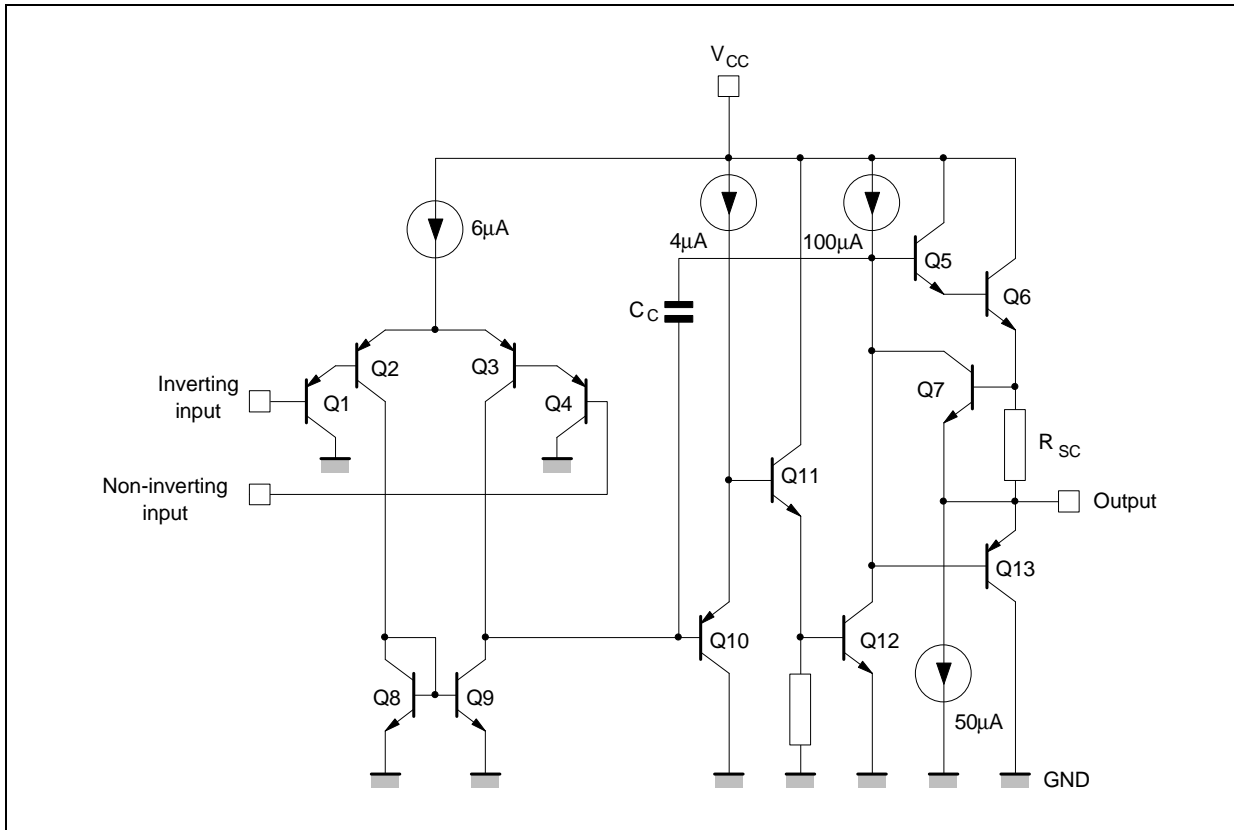 VCC
6μA
4μA
100μA
Q5
Q6
CC
Q2
Q3
Q7
Inverting
input
Q1
Q4
RSC
Non-inverting
input
Q11
Output
Q13
Q10
Q12
Q8
Q9
50μA
GND